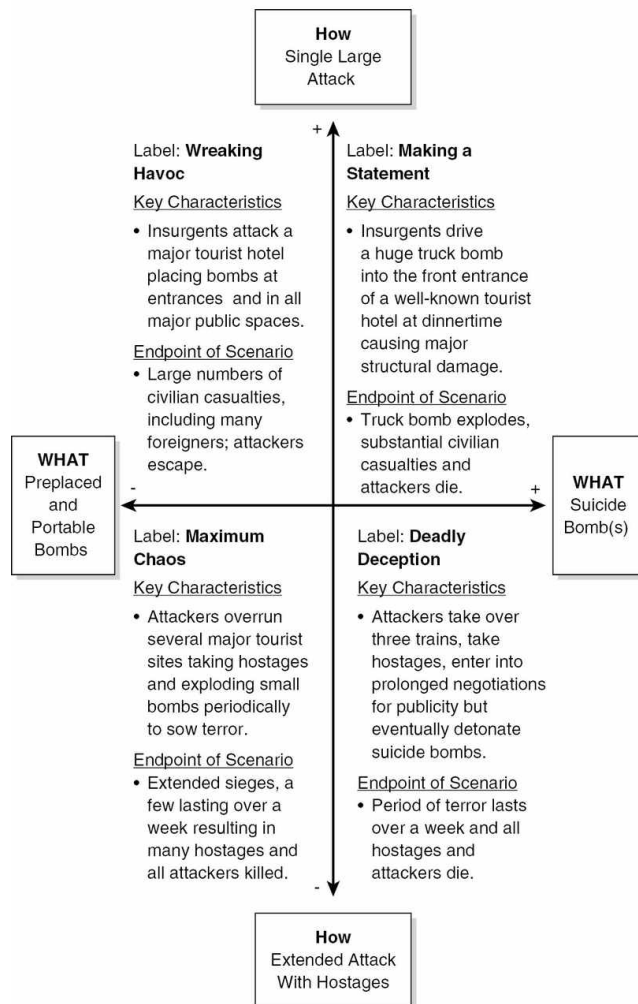 How
Single Large
Attack
+
Label: Wreaking
Havoc
Key Characteristics
• Insurgents attack a
major tourist hotel
placing bombs at
entrances and in all
major public spaces.
Endpoint of Scenario
• Large numbers of
civilian casualties,
including many
foreigners; attackers
escape.
Label: Making a
Statement
Key Characteristics
• Insurgents drive
a huge truck bomb
into the front entrance
of a well-known tourist
hotel at dinnertime
causing major
structural damage.
Endpoint of Scenario
• Truck bomb explodes,
substantial civilian
casualties and
attackers die.
WHAT
Preplaced
and
Portable
Bombs
-
+
WHAT
Suicide
Bomb(s)
Label: Maximum
Chaos
Key Characteristics
• Attackers overrun
several major tourist
sites taking hostages
and exploding small
bombs periodically
to sow terror.
Endpoint of Scenario
• Extended sieges, a
few lasting over a
week resulting in
many hostages and
all attackers killed.
Label: Deadly
Deception
Key Characteristics
• Attackers take over
three trains, take
hostages, enter into
prolonged negotiations
for publicity but
eventually detonate
suicide bombs.
Endpoint of Scenario
• Period of terror lasts
over a week and all
hostages and
attackers die.
-
How
Extended Attack
With Hostages